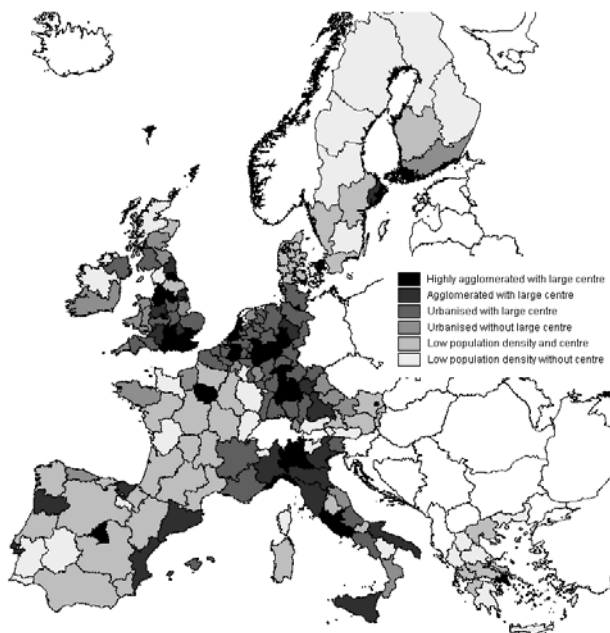 Highly agglomerated with large centre
Agglomerated with large centre
Urbanised with large centre
Urbanised without large centre
Low population density and centre
Low population density without centre